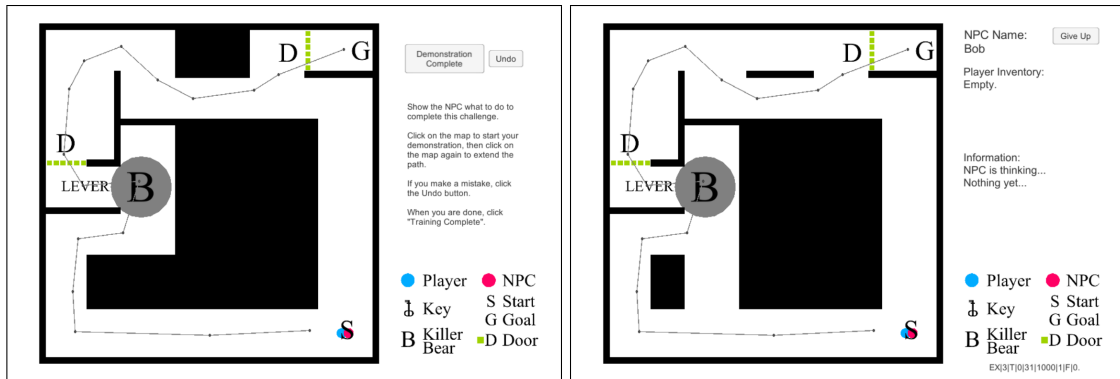 D
G
D
LEVER
B
S
Demonstration
Complete
Undo
Show the NPC what to do to
complete this challenge.
Click on the map to start your
demonstration, then click on
the map again to extend the
path.
If you make a mistake, click
the Undo button.
When you are done, click
"Training Complete".
Player
NPC
Key
S Start
G Goal
B Killer
Bear
D Door
D
G
D
LEVER
B
S
NPC Name:
Bob
Give Up
Player Inventory:
Empty.
Information:
NPC is thinking...
Nothing yet...
Player
NPC
Key
S Start
G Goal
B Killer
Bear
D Door
EX|3|T|0|31|1000|1|F|0.